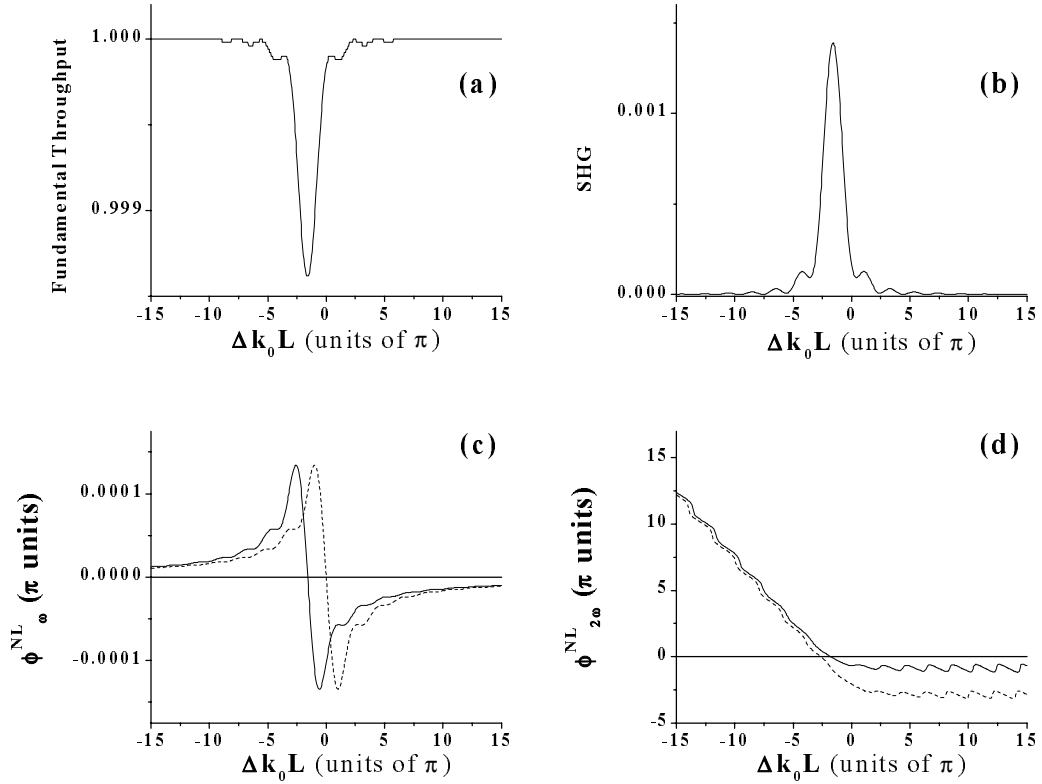 (a)
Fundamental Throughput
1.000
0.999
-15 -10 -5 0 5 10 15
Δk₀L (units of π)
(b)
SHG
0.001
0.000
-15 -10 -5 0 5 10 15
Δk₀L (units of π)
(c)
ϕ^NL_ω (π units)
0.0001
0.0000
-0.0001
-15 -10 -5 0 5 10 15
Δk₀L (units of π)
(d)
ϕ^NL_2ω (π units)
15
10
5
0
-5
-15 -10 -5 0 5 10 15
Δk₀L (units of π)